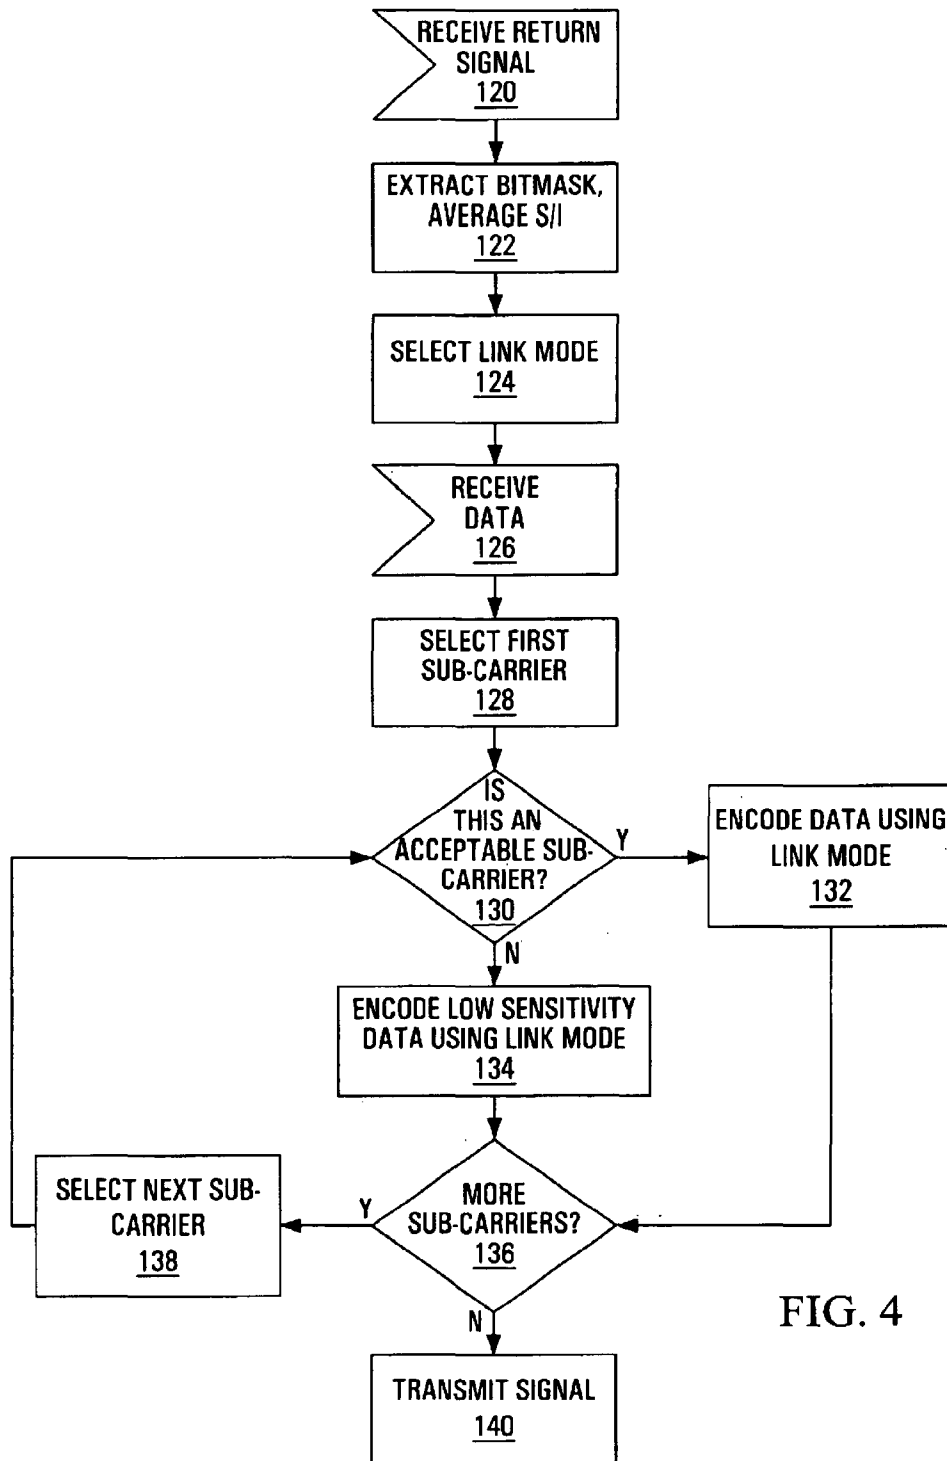 RECEIVE RETURN
SIGNAL
120
EXTRACT BITMASK,
AVERAGE S/I
122
SELECT LINK MODE
124
RECEIVE
DATA
126
SELECT FIRST
SUB-CARRIER
128
IS
THIS AN
ACCEPTABLE SUB-
CARRIER?
130
Y
ENCODE DATA USING
LINK MODE
132
N
ENCODE LOW SENSITIVITY
DATA USING LINK MODE
134
MORE
SUB-CARRIERS?
136
Y
SELECT NEXT SUB-
CARRIER
138
N
TRANSMIT SIGNAL
140
FIG. 4